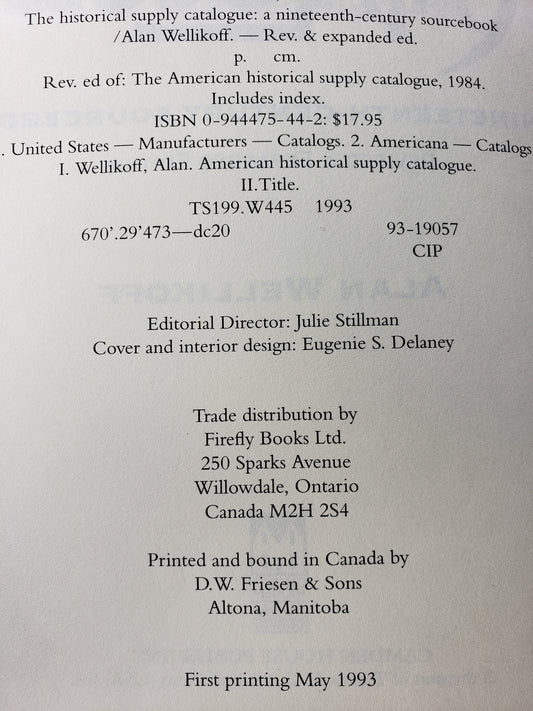 The historical supply catalogue: a nineteenth-century sourcebook
/Alan Wellikoff. — Rev. & expanded ed.
p. cm.
Rev. ed of: The American historical supply catalogue, 1984.
Includes index.
ISBN 0-944475-44-2: $17.95
. United States — Manufacturers — Catalogs. 2. Americana — Catalogs
I. Wellikoff, Alan. American historical supply catalogue.
II.Title.
TS199.W445 1993
670'.29'473—dc20 93-19057
CIP
ALAN WELLIKOFF
Editorial Director: Julie Stillman
Cover and interior design: Eugenie S. Delaney
Trade distribution by
Firefly Books Ltd.
250 Sparks Avenue
Willowdale, Ontario
Canada M2H 2S4
Printed and bound in Canada by
D.W. Friesen & Sons
Altona, Manitoba
First printing May 1993